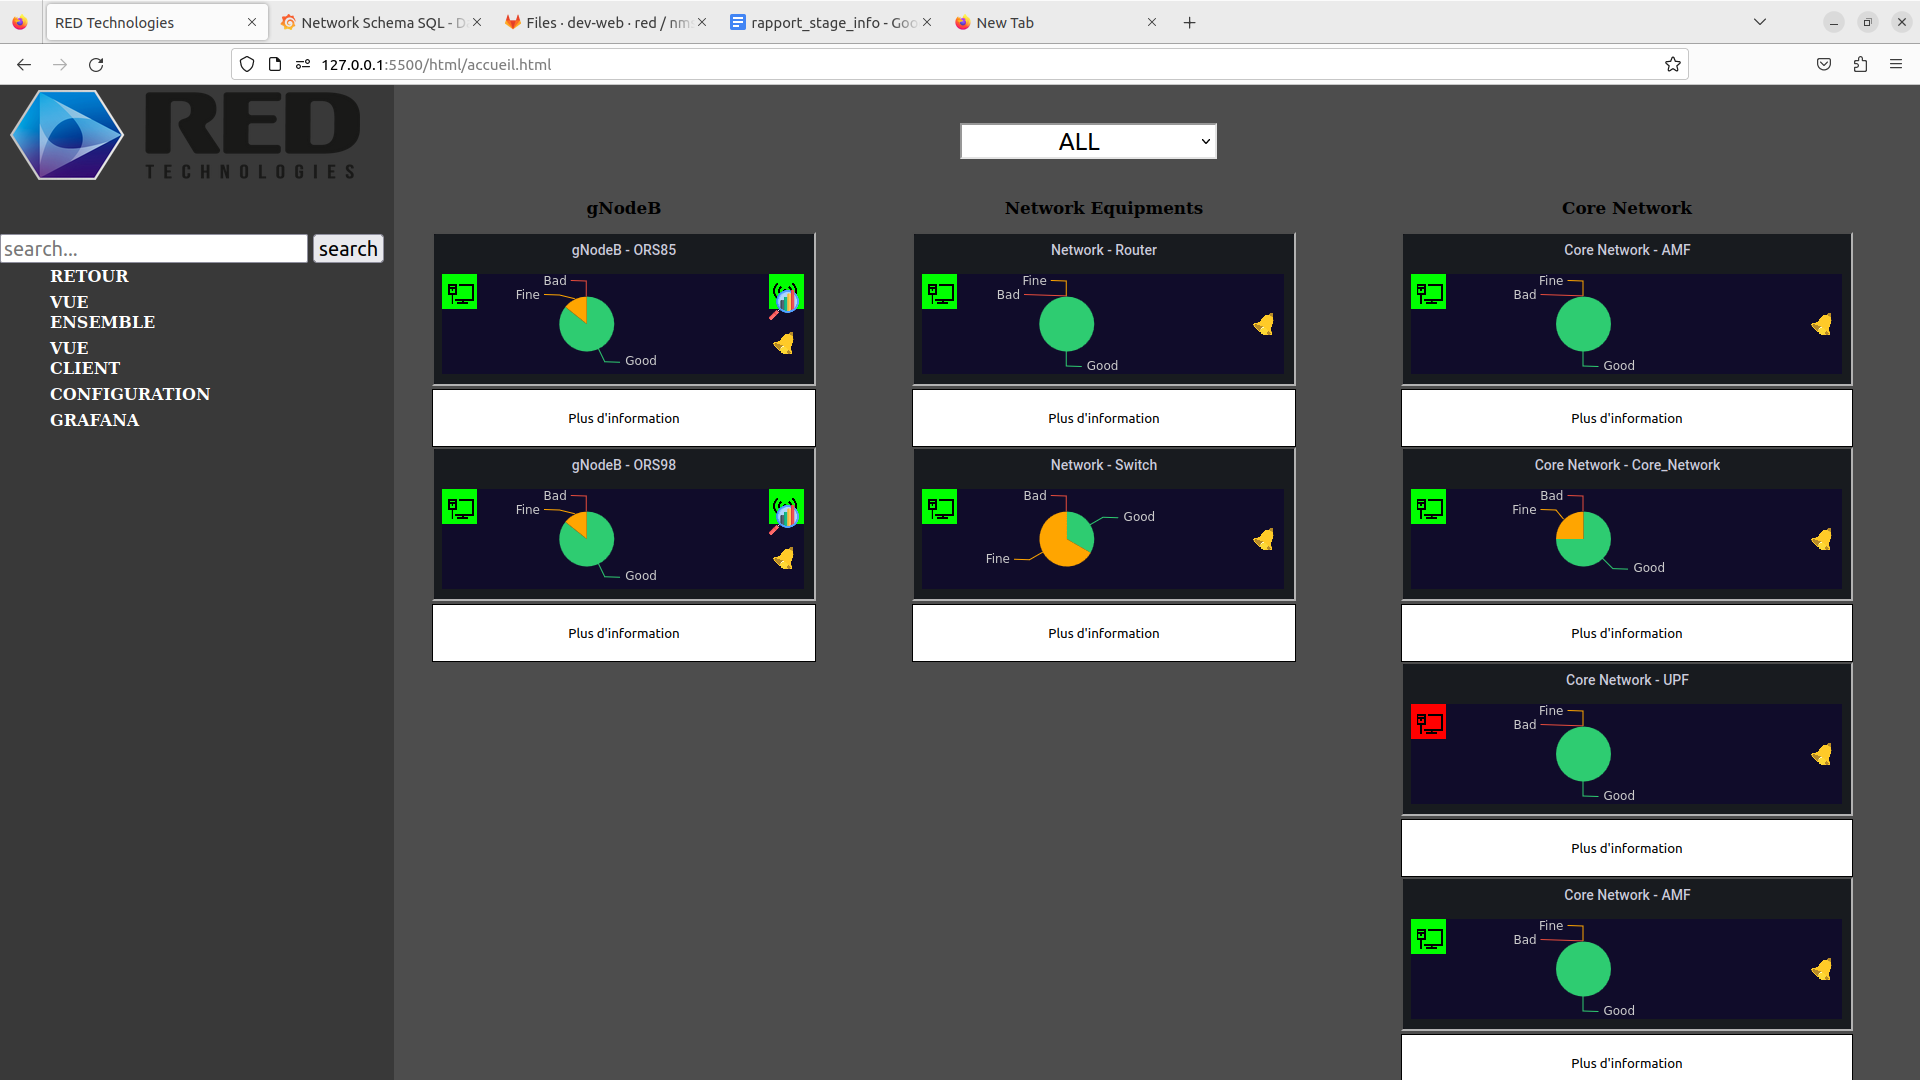 RED Technologies
Network Schema SQL - D
Files · dev-web · red / nm
rapport_stage_info - Goo
New Tab
127.0.0.1:5500/html/accueil.html
RED
TECHNOLOGIES
search...
search
RETOUR
VUE
ENSEMBLE
VUE
CLIENT
CONFIGURATION
GRAFANA
ALL
gNodeB
gNodeB - ORS85
Bad
Fine
Good
Plus d'information
gNodeB - ORS98
Bad
Fine
Good
Plus d'information
Network Equipments
Network - Router
Fine
Bad
Good
Plus d'information
Network - Switch
Bad
Good
Fine
Plus d'information
Core Network
Core Network - AMF
Fine
Bad
Good
Plus d'information
Core Network - Core_Network
Bad
Fine
Good
Plus d'information
Core Network - UPF
Fine
Bad
Good
Plus d'information
Core Network - AMF
Fine
Bad
Good
Plus d'information